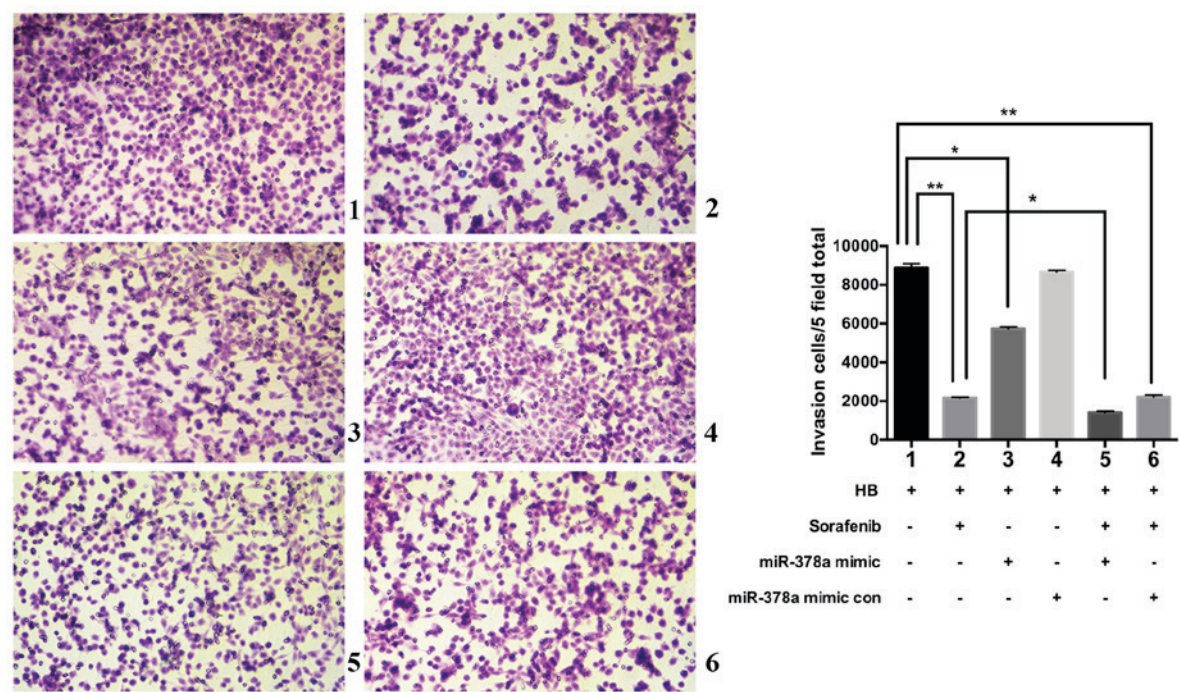 1
2
3
4
5
6
**
*
**
*
Invasion cells/5 field total
10000
8000
6000
4000
2000
0
1 2 3 4 5 6
HB + + + + + +
Sorafenib - + - - + +
miR-378a mimic - - + - + -
miR-378a mimic con - - - + - +